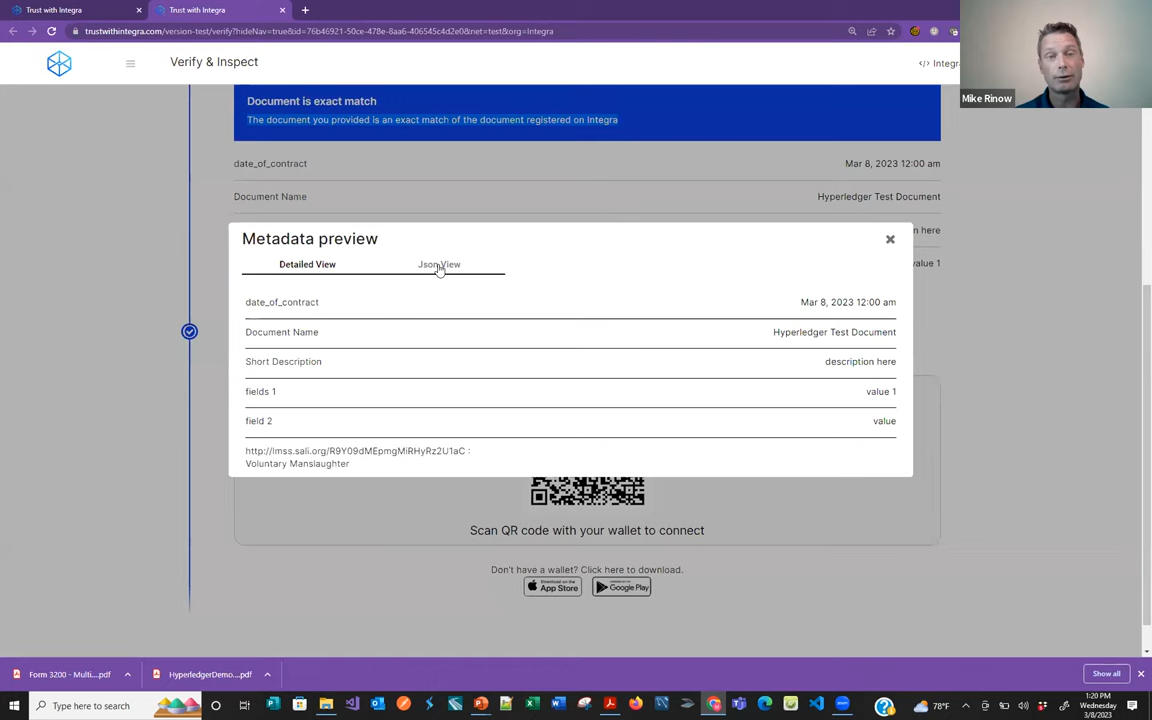 Trust with Integra
Trust with Integra
trustwithintegra.com/version-test/verify?hideNav=true&id=76b46921-50ce-478e-8aa6-406545c4d2e0&net=test&org=Integra
Verify & Inspect
</> Integra
Mike Rinow
Document is exact match
The document you provided is an exact match of the document registered on Integra
date_of_contract Mar 8, 2023 12:00 am
Document Name Hyperledger Test Document
n here
alue 1
Metadata preview
Detailed View Json View
date_of_contract Mar 8, 2023 12:00 am
Document Name Hyperledger Test Document
Short Description description here
fields 1 value 1
field 2 value
http://lmss.sali.org/R9Y09dMEpmgMiRHyRz2U1aC :
Voluntary Manslaughter
Scan QR code with your wallet to connect
Don't have a wallet? Click here to download.
Download on the App Store
Google Play
Form 3200 - Multi....pdf
HyperledgerDemo....pdf
Show all
Type here to search
78°F
1:20 PM
Wednesday
3/8/2023